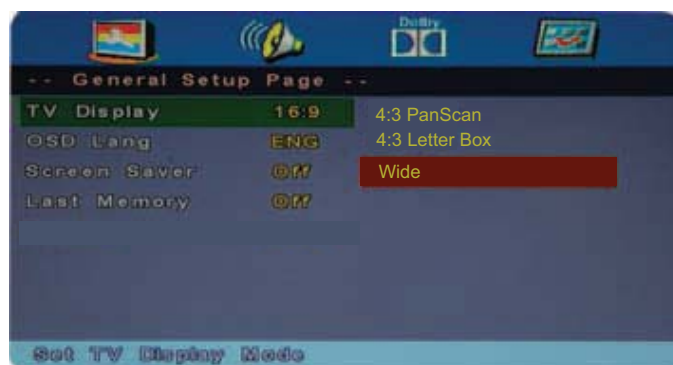 Dolby
-- General Setup Page --
TV Display 16:9
OSD Lang ENG
Screen Saver Off
Last Memory Off
4:3 PanScan
4:3 Letter Box
Wide
Set TV Display Mode